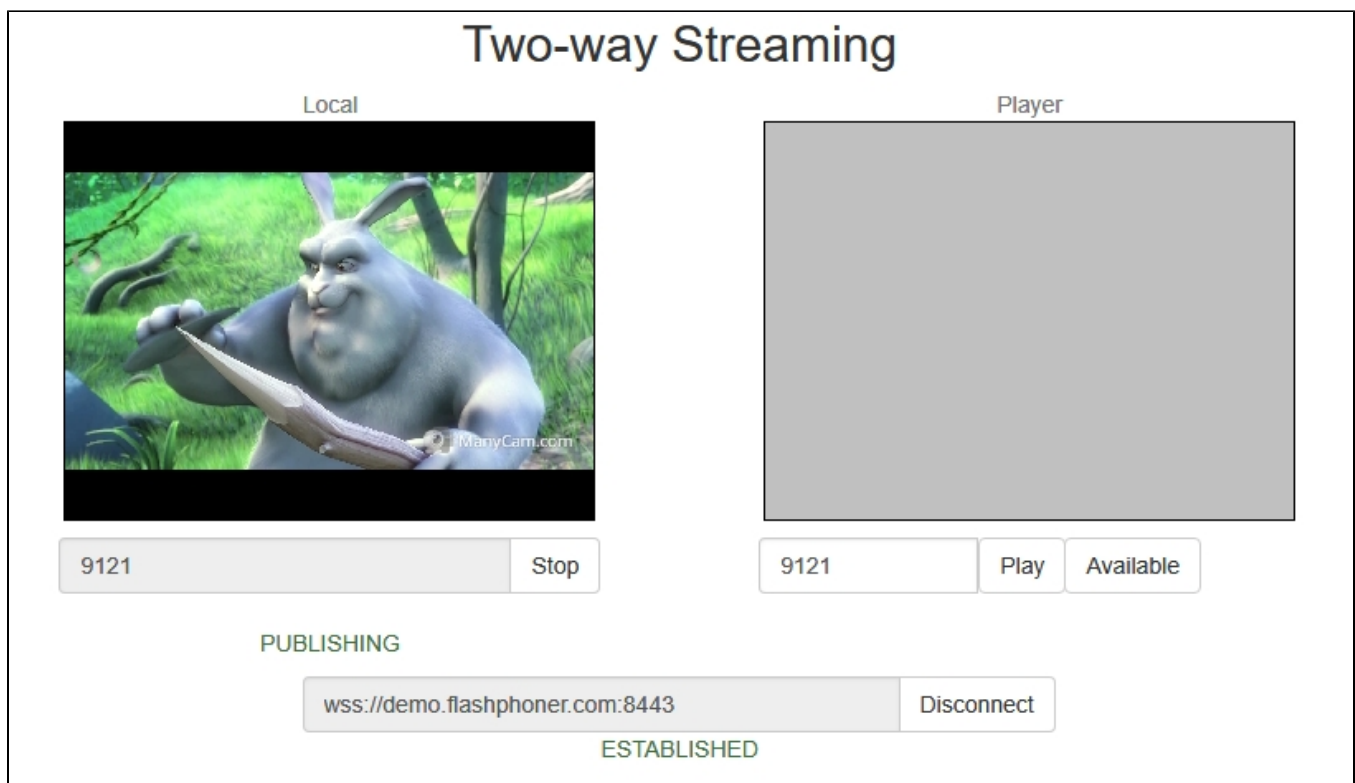 Two-way Streaming
Local
Player
ManyCam.com
9121
Stop
9121
Play
Available
PUBLISHING
wss://demo.flashphoner.com:8443
Disconnect
ESTABLISHED